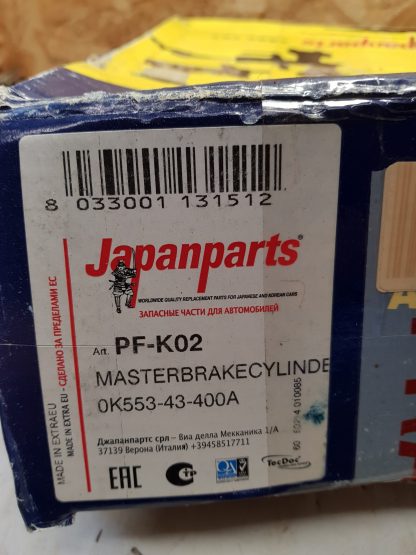 8 033001 131512
Japanparts®
WORLDWIDE QUALITY REPLACEMENT PARTS FOR JAPANESE AND KOREAN CARS
ЗАПАСНЫЕ ЧАСТИ ДЛЯ АВТОМОБИЛЕЙ
Art. PF-K02
MASTERBRAKECYLINDE
0K553-43-400A
Джапанпартс срл – Виа делла Мекканика 1/А
37139 Верона (Италия) +39458517711
EAC
TecDoc
MADE IN EXTRAEU
MADE IN EXTRA EU - СДЕЛАНО ЗА ПРЕДЕЛАМИ ЕС